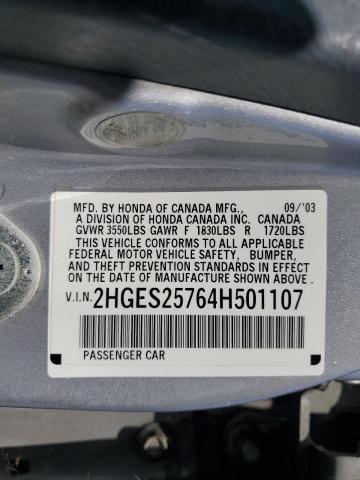 MFD. BY HONDA OF CANADA MFG., 09/'03
A DIVISION OF HONDA CANADA INC. CANADA
GVWR 3550LBS GAWR F 1830LBS R 1720LBS
THIS VEHICLE CONFORMS TO ALL APPLICABLE
FEDERAL MOTOR VEHICLE SAFETY, BUMPER,
AND THEFT PREVENTION STANDARDS
IN EFFECT ON THE
DATE OF MANUFACTURE SHOWN ABOVE.
V.I.N. 2HGES25764H501107
PASSENGER CAR